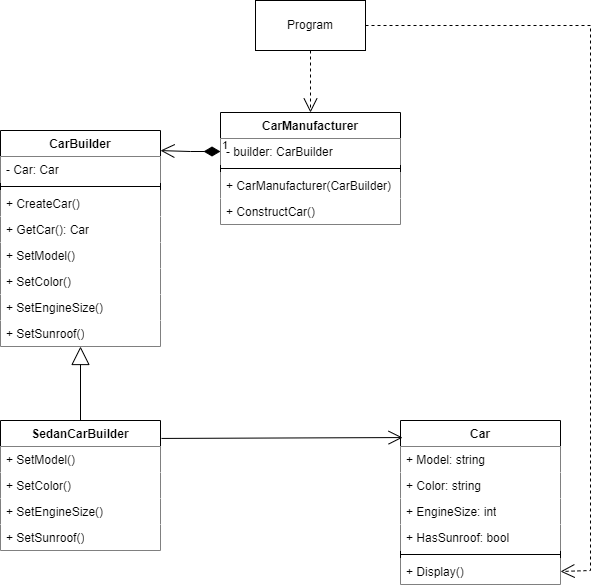 Program
CarManufacturer
1
- builder: CarBuilder
+ CarManufacturer(CarBuilder)
+ ConstructCar()
CarBuilder
- Car: Car
+ CreateCar()
+ GetCar(): Car
+ SetModel()
+ SetColor()
+ SetEngineSize()
+ SetSunroof()
SedanCarBuilder
+ SetModel()
+ SetColor()
+ SetEngineSize()
+ SetSunroof()
Car
+ Model: string
+ Color: string
+ EngineSize: int
+ HasSunroof: bool
+ Display()